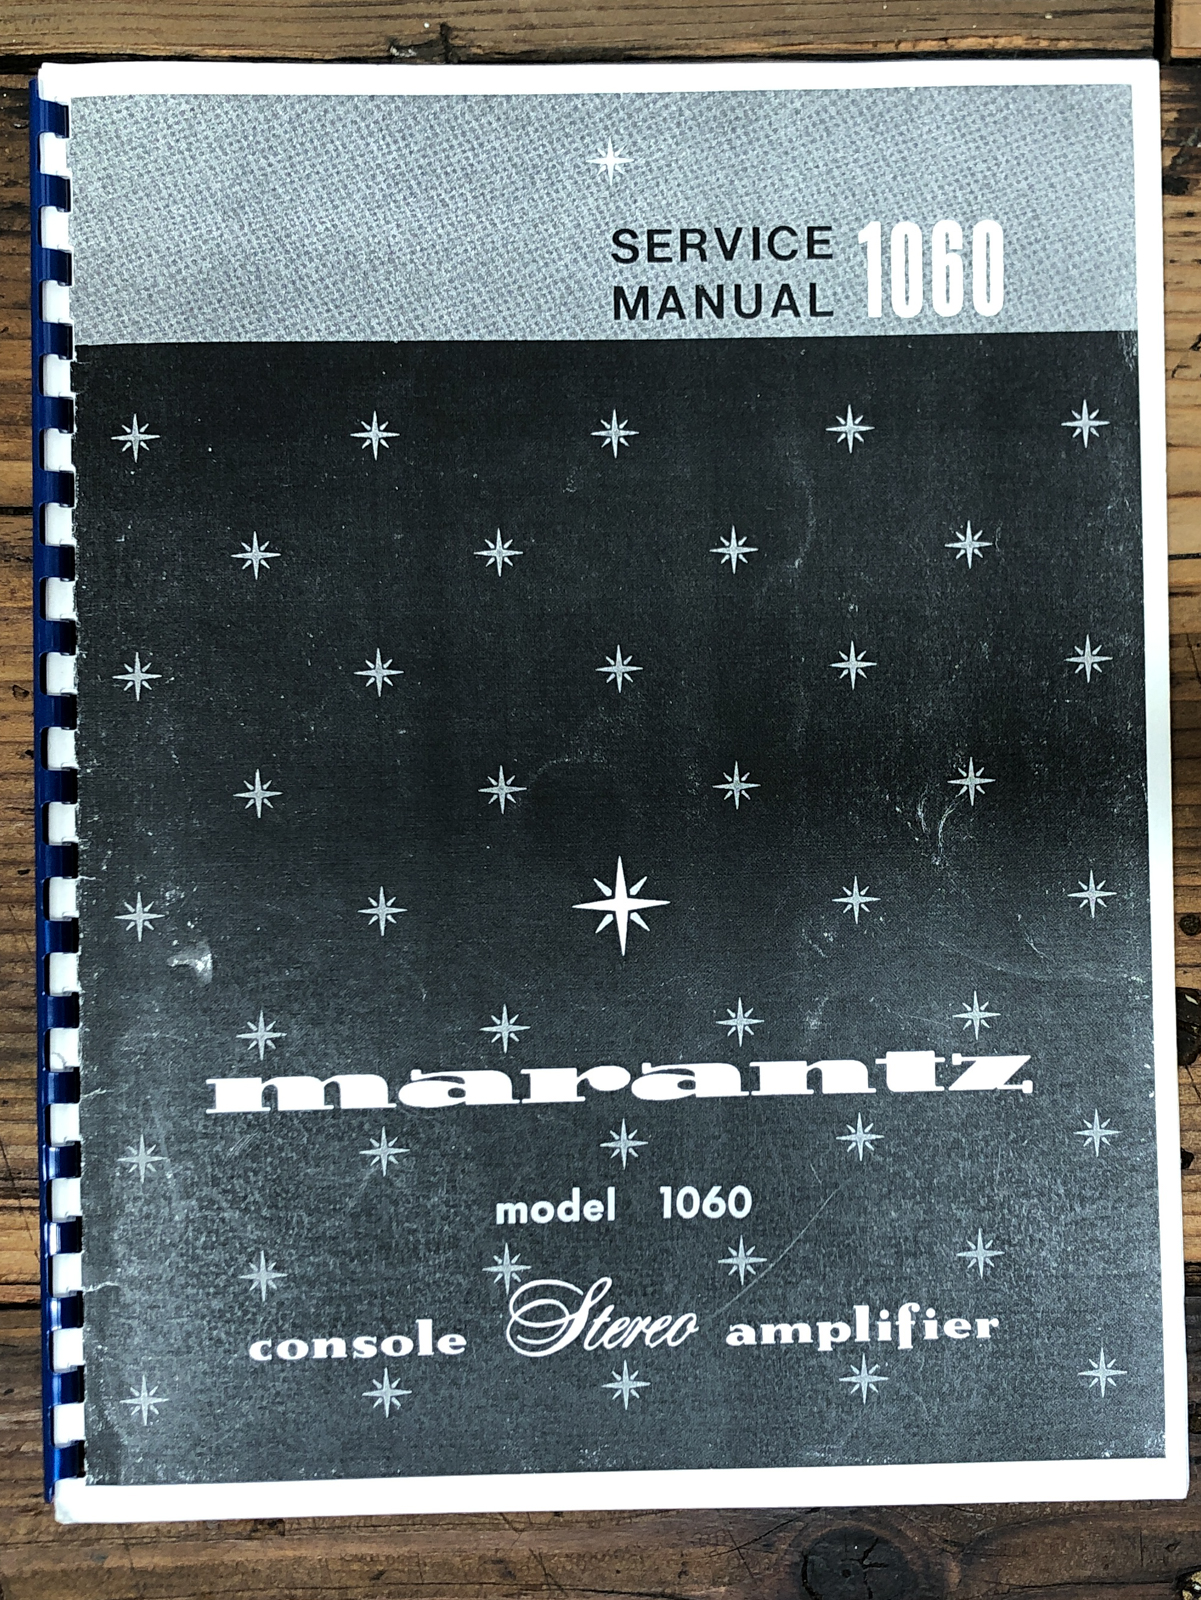 SERVICE
MANUAL 1060
marantz
model 1060
console Stereo amplifier